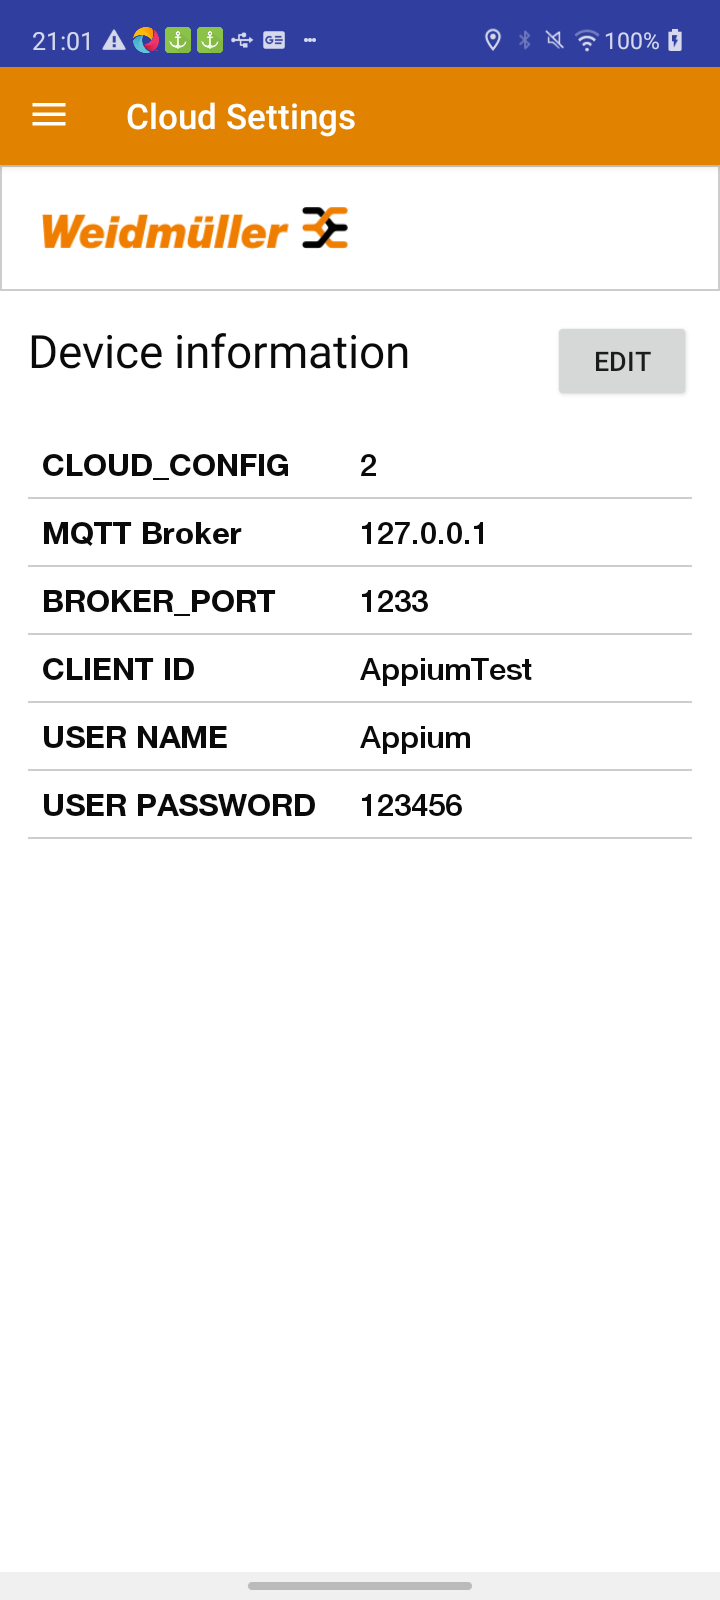 21:01 100%
Cloud Settings
Weidmüller
Device information
EDIT
CLOUD_CONFIG 2
MQTT Broker 127.0.0.1
BROKER_PORT 1233
CLIENT ID AppiumTest
USER NAME Appium
USER PASSWORD 123456